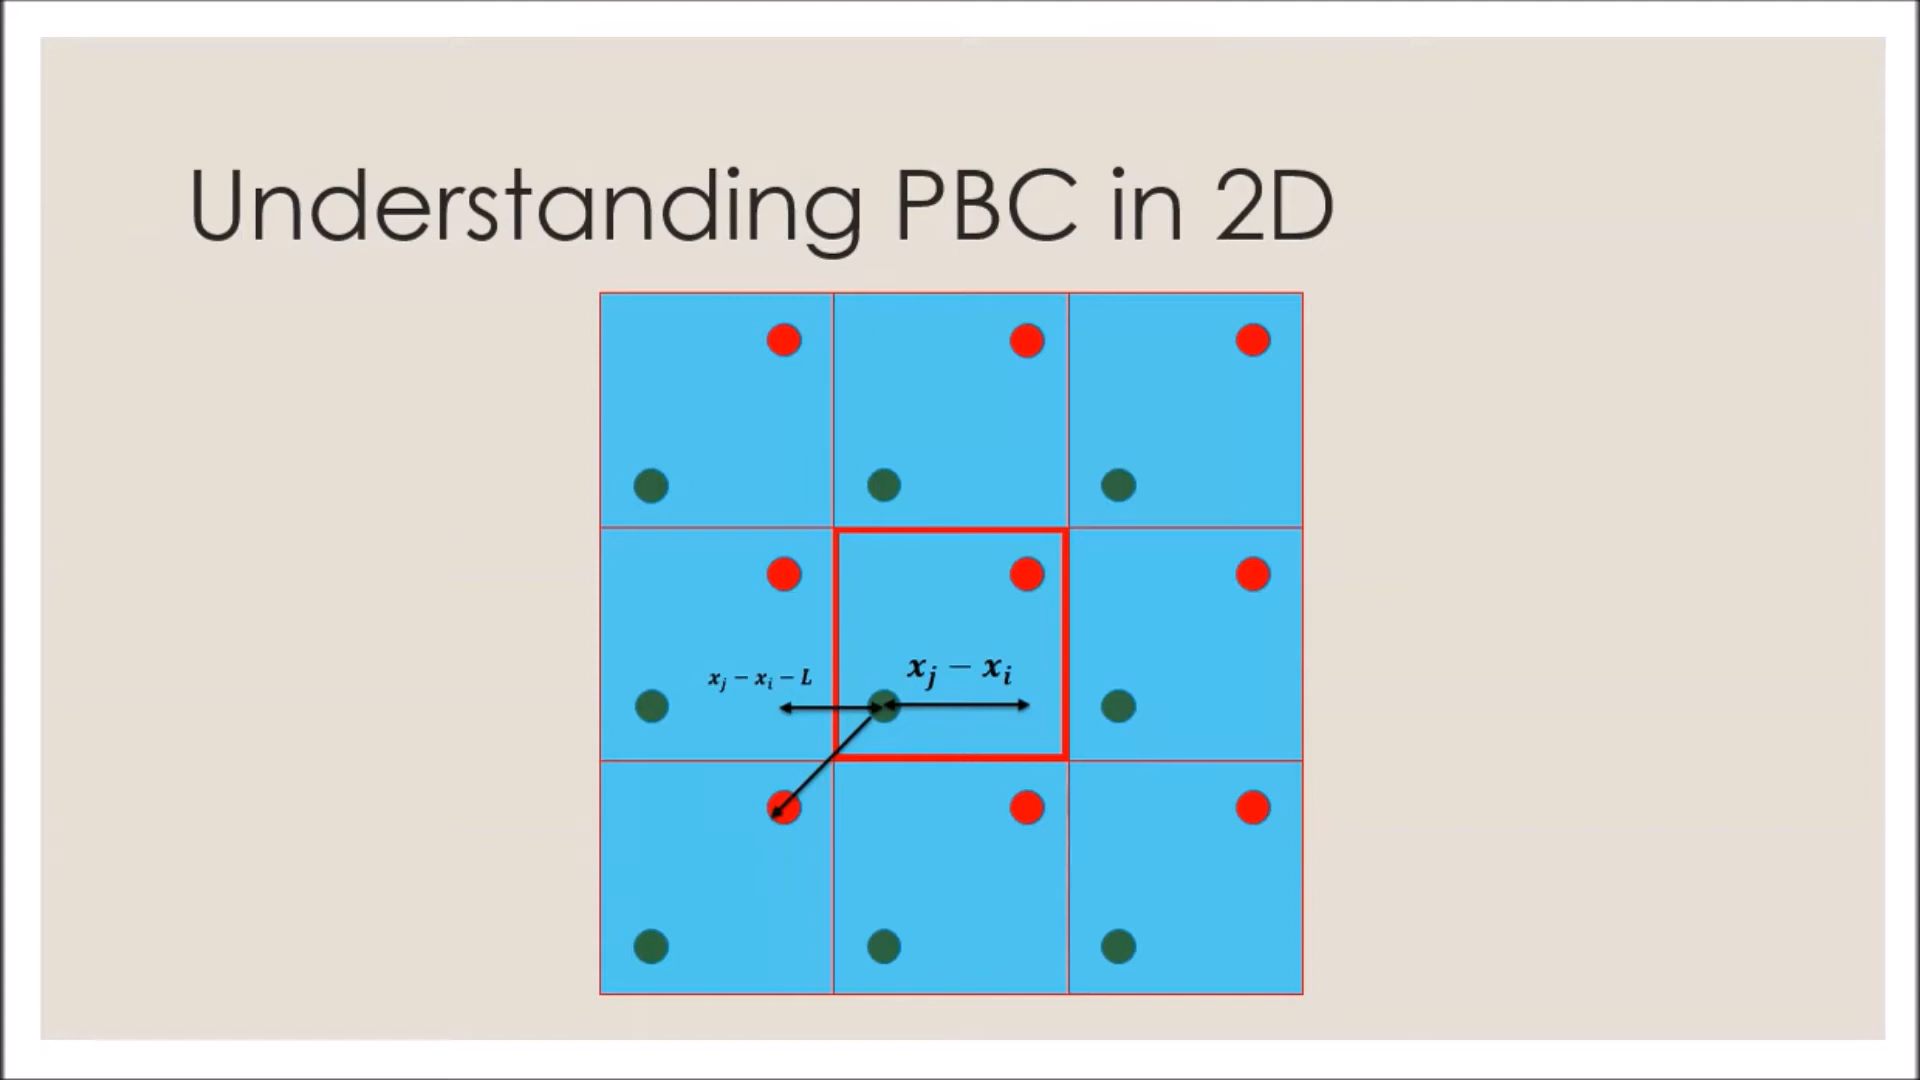 Understanding PBC in 2D
x_j − x_i
x_j − x_i − L